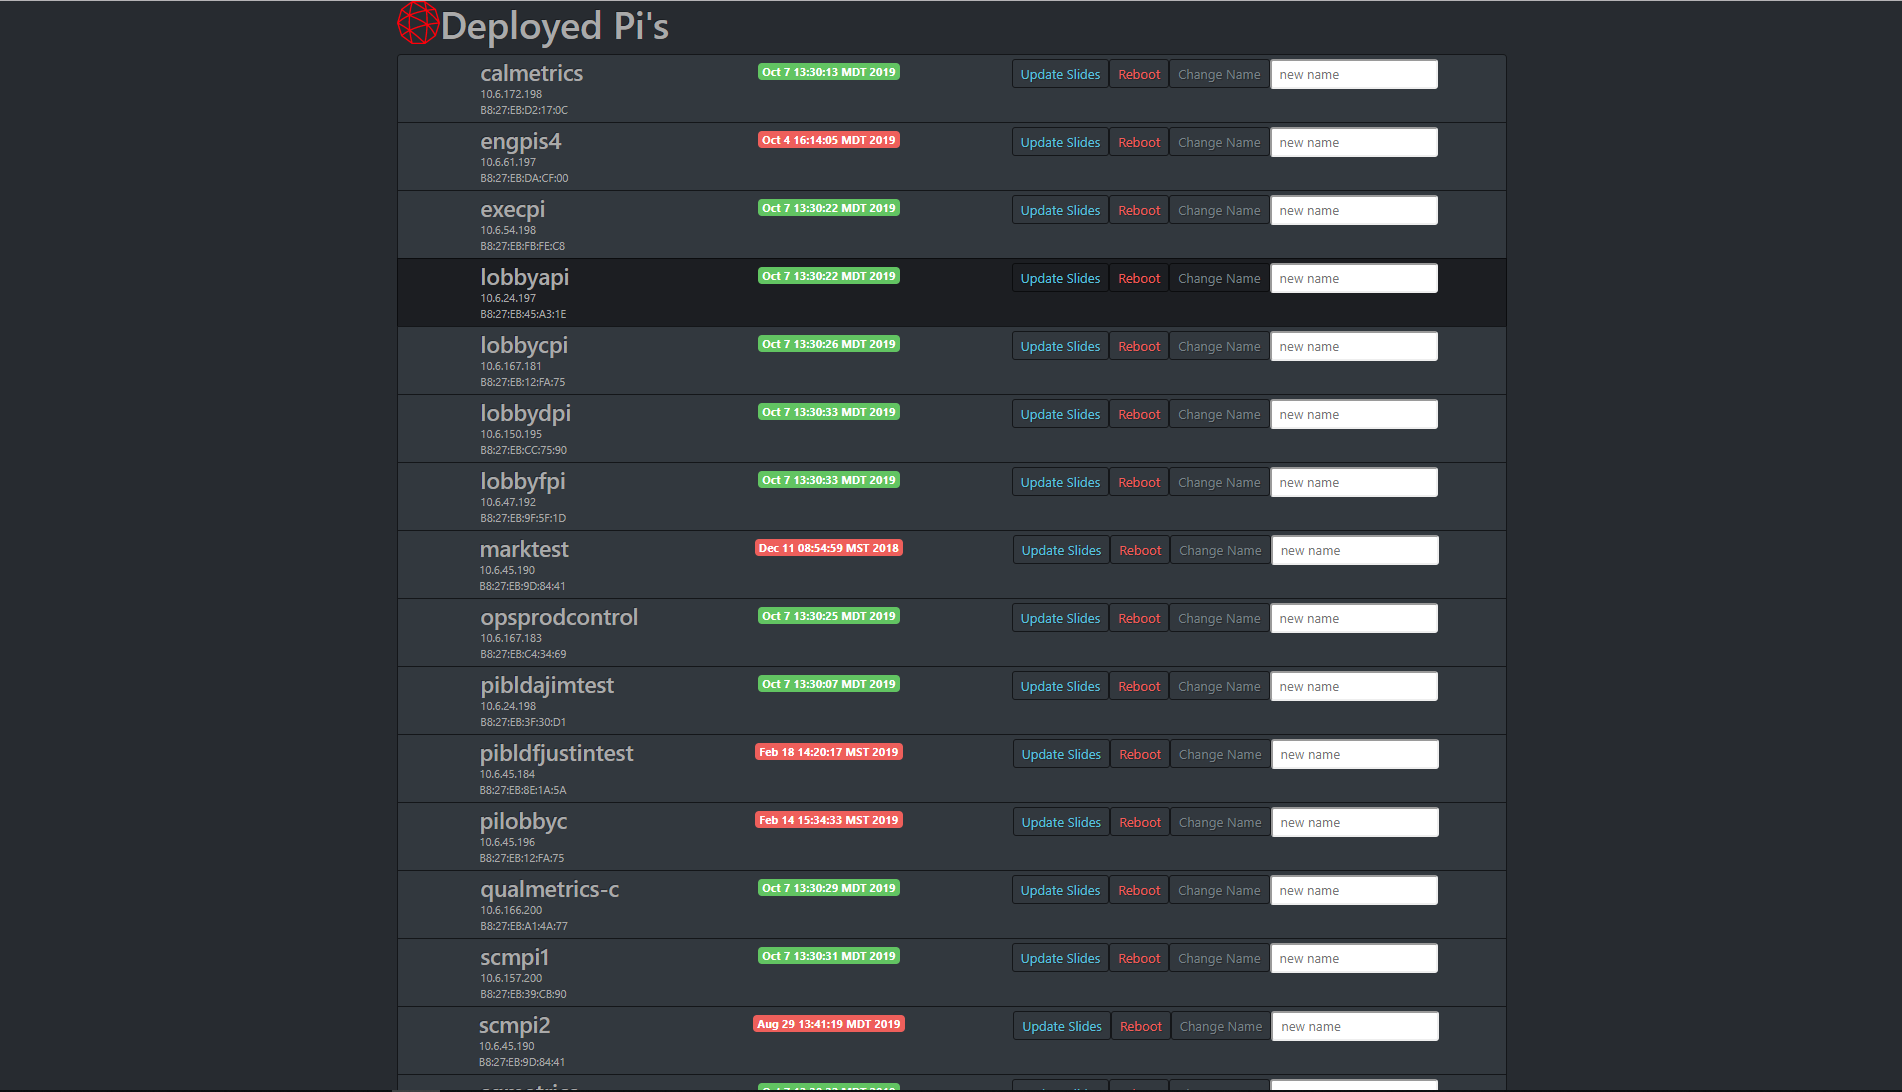 Deployed Pi's
calmetrics Oct 7 13:30:13 MDT 2019 Update Slides Reboot Change Name new name
10.6.172.198
B8:27:EB:D2:17:0C
engpis4 Oct 4 16:14:05 MDT 2019 Update Slides Reboot Change Name new name
10.6.61.197
B8:27:EB:DA:CF:00
execpi Oct 7 13:30:22 MDT 2019 Update Slides Reboot Change Name new name
10.6.54.198
B8:27:EB:FB:FE:C8
lobbyapi Oct 7 13:30:22 MDT 2019 Update Slides Reboot Change Name new name
10.6.24.197
B8:27:EB:45:A3:1E
lobbycpi Oct 7 13:30:26 MDT 2019 Update Slides Reboot Change Name new name
10.6.167.181
B8:27:EB:12:FA:75
lobbydpi Oct 7 13:30:33 MDT 2019 Update Slides Reboot Change Name new name
10.6.150.195
B8:27:EB:CC:75:90
lobbyfpi Oct 7 13:30:33 MDT 2019 Update Slides Reboot Change Name new name
10.6.47.192
B8:27:EB:9F:5F:1D
marktest Dec 11 08:54:59 MST 2018 Update Slides Reboot Change Name new name
10.6.45.190
B8:27:EB:9D:84:41
opsprodcontrol Oct 7 13:30:25 MDT 2019 Update Slides Reboot Change Name new name
10.6.167.183
B8:27:EB:C4:34:69
pibldajimtest Oct 7 13:30:07 MDT 2019 Update Slides Reboot Change Name new name
10.6.24.198
B8:27:EB:3F:30:D1
pibldfjustintest Feb 18 14:20:17 MST 2019 Update Slides Reboot Change Name new name
10.6.45.184
B8:27:EB:8E:1A:5A
pilobbyc Feb 14 15:34:33 MST 2019 Update Slides Reboot Change Name new name
10.6.45.196
B8:27:EB:12:FA:75
qualmetrics-c Oct 7 13:30:29 MDT 2019 Update Slides Reboot Change Name new name
10.6.166.200
B8:27:EB:A1:4A:77
scmpi1 Oct 7 13:30:31 MDT 2019 Update Slides Reboot Change Name new name
10.6.157.200
B8:27:EB:39:CB:90
scmpi2 Aug 29 13:41:19 MDT 2019 Update Slides Reboot Change Name new name
10.6.45.190
B8:27:EB:9D:84:41